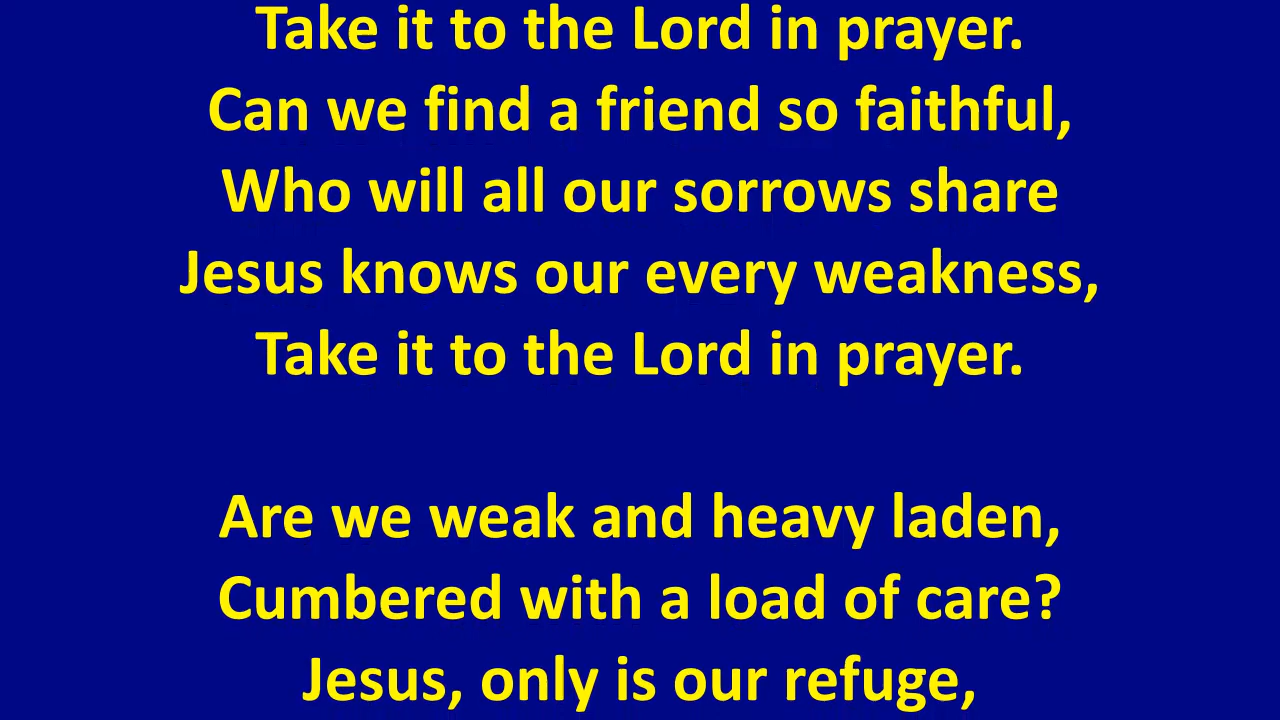 Take it to the Lord in prayer.
Can we find a friend so faithful,
Who will all our sorrows share
Jesus knows our every weakness,
Take it to the Lord in prayer.
Are we weak and heavy laden,
Cumbered with a load of care?
Jesus, only is our refuge,